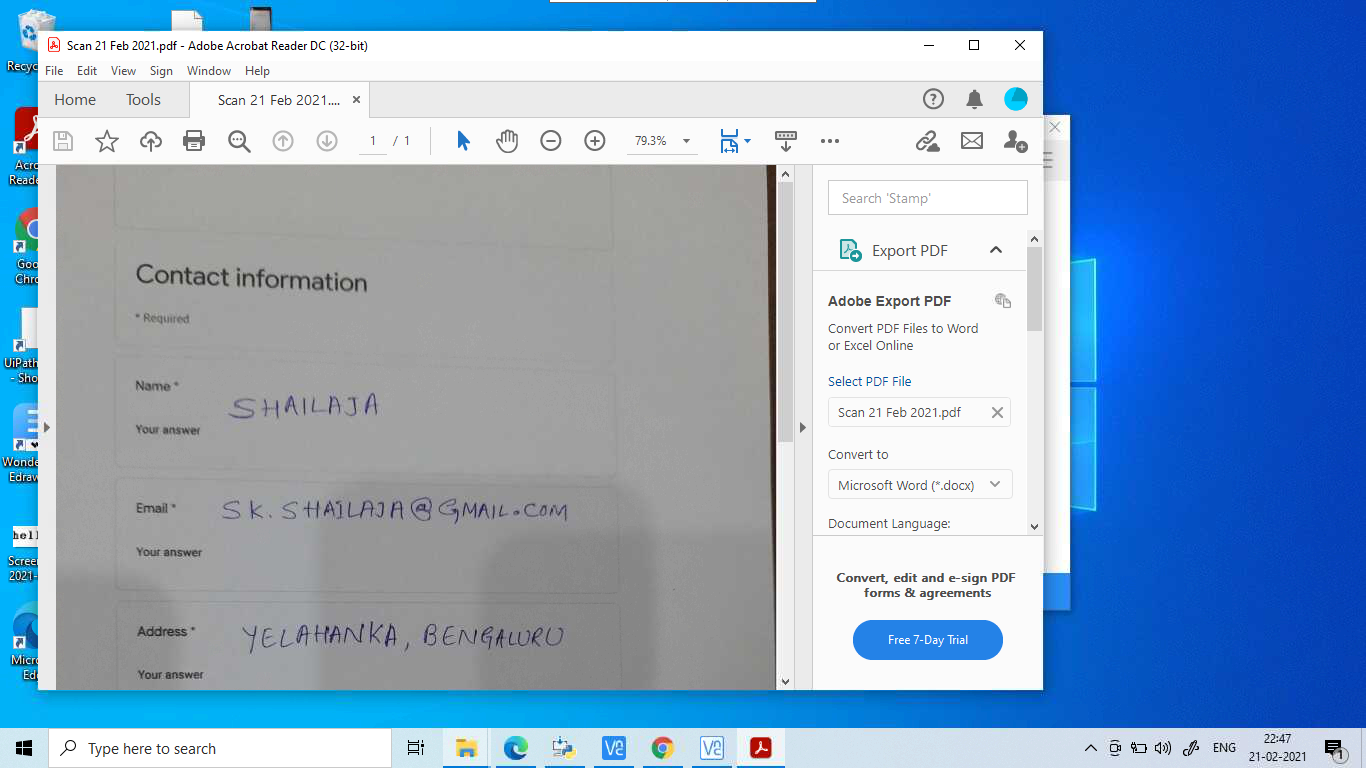 Recyc
Scan 21 Feb 2021.pdf - Adobe Acrobat Reader DC (32-bit)
File Edit View Sign Window Help
Home Tools Scan 21 Feb 2021....
1 / 1 79.3%
Search 'Stamp'
Export PDF
Adobe Export PDF
Convert PDF Files to Word
or Excel Online
Select PDF File
Scan 21 Feb 2021.pdf
Convert to
Microsoft Word (*.docx)
Document Language:
Convert, edit and e-sign PDF
forms & agreements
Free 7-Day Trial
Contact information
* Required
Name *
SHAILAJA
Your answer
Email *
SK.SHAILAJA@GMAIL.COM
Your answer
Address *
YELAHANKA, BENGALURU
Your answer
Acro
Reade
Goo
Chro
UiPath
- Sho
Wonde
Edraw
hell
Scree
2021-
Micro
Ed
Type here to search
ENG
22:47
21-02-2021
1